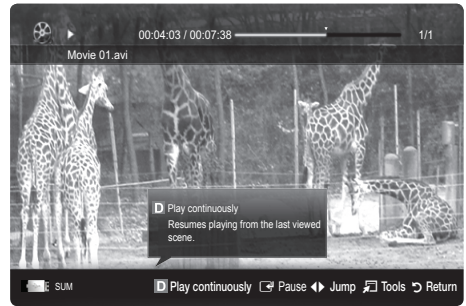 00:04:03 / 00:07:38 1/1
Movie 01.avi
D Play continuously
Resumes playing from the last viewed
scene.
SUM D Play continuously Pause Jump Tools Return